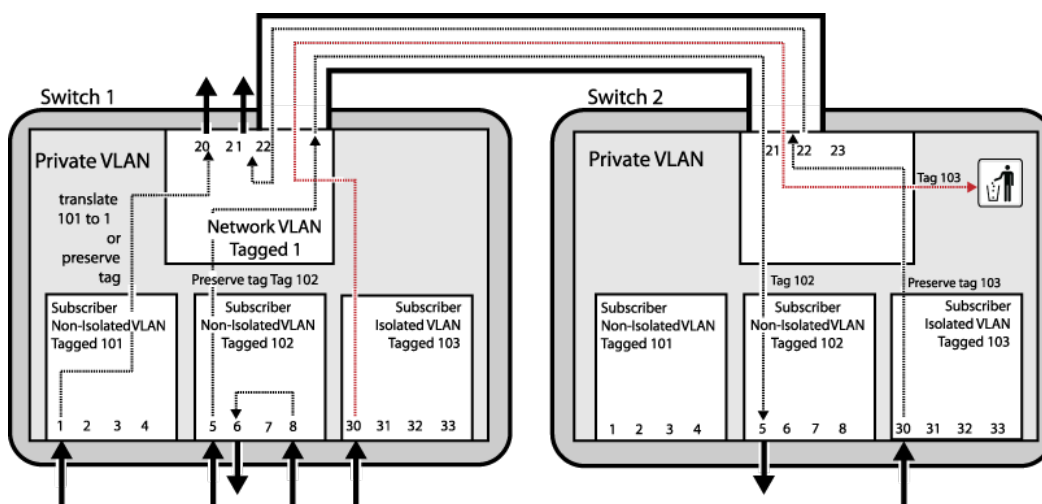 Switch 1
Private VLAN
translate
101 to 1
or
preserve
tag
20 21 22
Network VLAN
Tagged 1
Preserve tag Tag 102
Subscriber
Non-IsolatedVLAN
Tagged 101
1 2 3 4
Subscriber
Non-IsolatedVLAN
Tagged 102
5 6 7 8
Subscriber
Isolated VLAN
Tagged 103
30 31 32 33
Switch 2
Private VLAN
21 22 23
Tag 103
Tag 102
Preserve tag 103
Subscriber
Non-IsolatedVLAN
Tagged 101
1 2 3 4
Subscriber
Non-IsolatedVLAN
Tagged 102
5 6 7 8
Subscriber
Isolated VLAN
Tagged 103
30 31 32 33